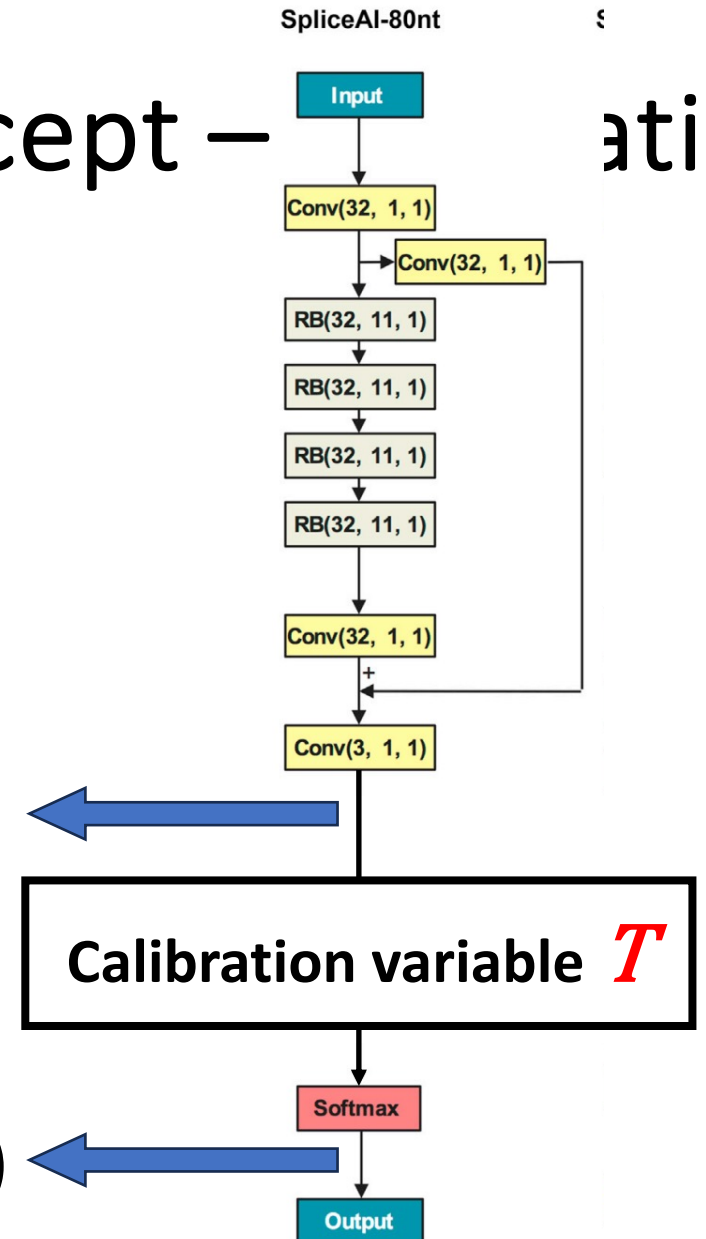 SpliceAI-80nt
Input
cept – ati
Conv(32, 1, 1)
Conv(32, 1, 1)
RB(32, 11, 1)
RB(32, 11, 1)
RB(32, 11, 1)
RB(32, 11, 1)
Conv(32, 1, 1)
+
Conv(3, 1, 1)
Calibration variable T
Softmax
)
Output